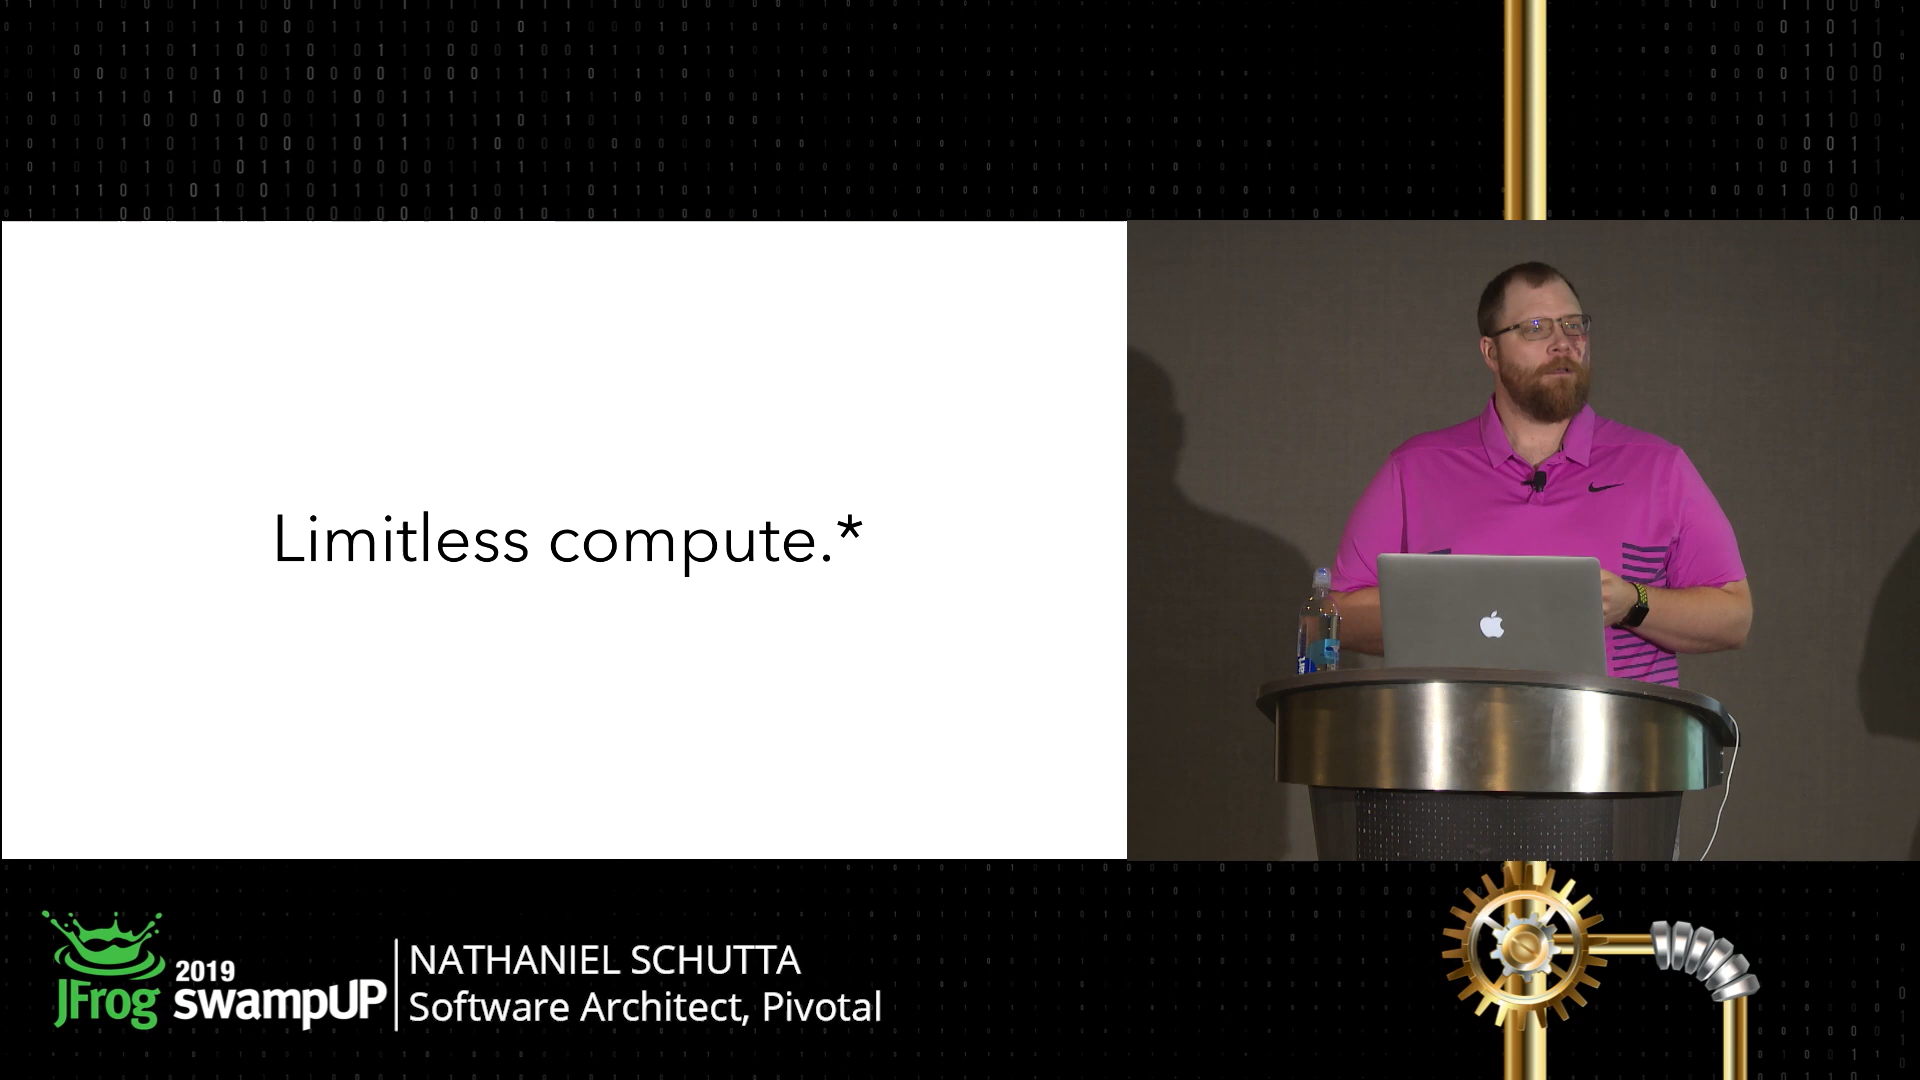 Limitless compute.*
2019
JFrog
swampUP
NATHANIEL SCHUTTA
Software Architect, Pivotal